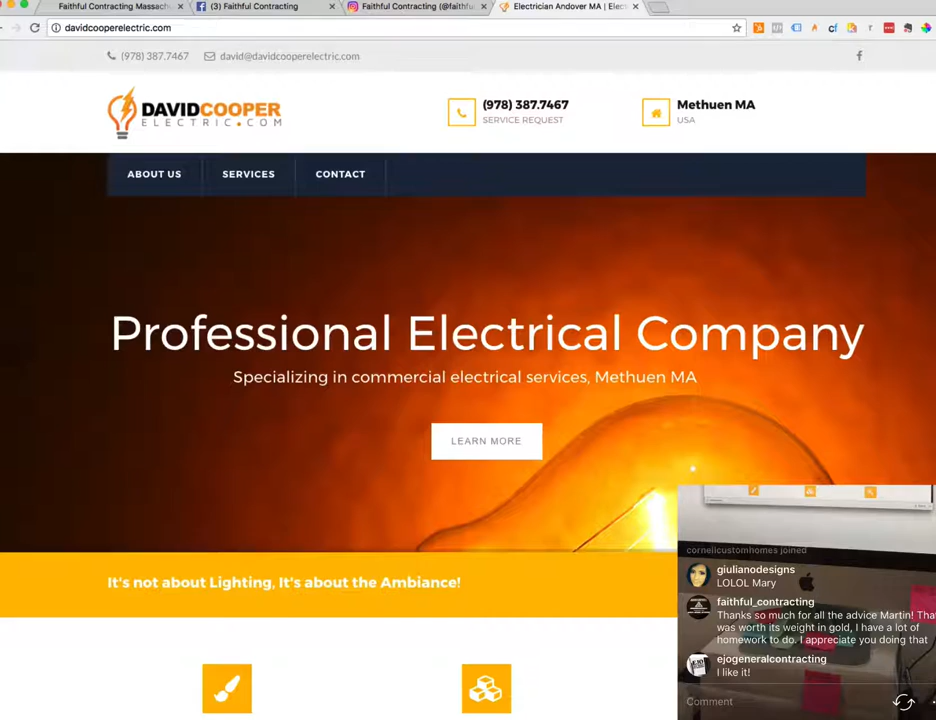 Faithful Contracting Massach
(3) Faithful Contracting
Faithful Contracting (@faithfu
Electrician Andover MA | Elec
davidcooperelectric.com
(978) 387.7467
david@davidcooperelectric.com
DAVIDCOOPER
ELECTRIC.COM
(978) 387.7467
SERVICE REQUEST
Methuen MA
USA
ABOUT US
SERVICES
CONTACT
Professional Electrical Company
Specializing in commercial electrical services, Methuen MA
LEARN MORE
It's not about Lighting, It's about the Ambiance!
cornellcustomhomes joined
giulianodesigns
LOLOL Mary
faithful_contracting
Thanks so much for all the advice Martin! That
was worth its weight in gold, I have a lot of
homework to do. I appreciate you doing that
ejogeneralcontracting
I like it!
Comment